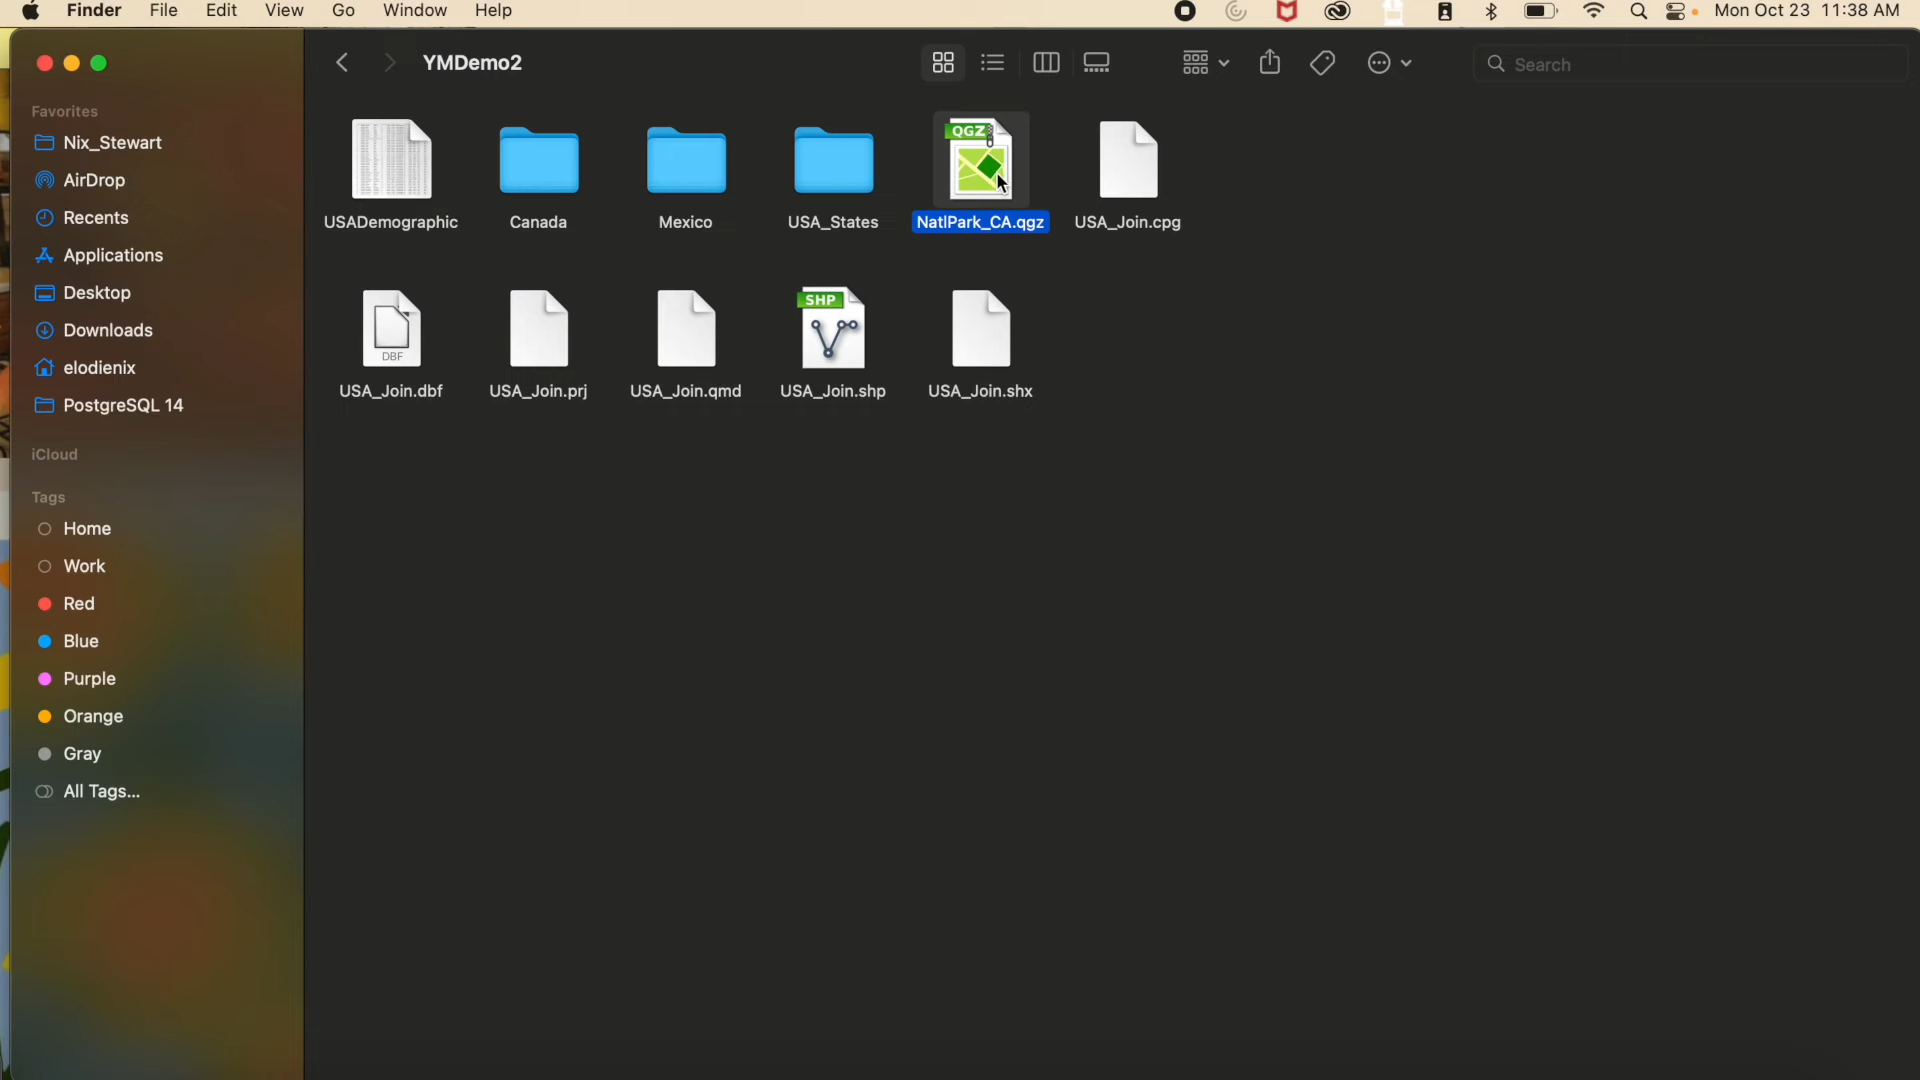 Finder File Edit View Go Window Help Mon Oct 23 11:38 AM
YMDemo2 Search
Favorites
Nix_Stewart
AirDrop
Recents
Applications
Desktop
Downloads
elodienix
PostgreSQL 14
iCloud
Tags
Home
Work
Red
Blue
Purple
Orange
Gray
All Tags...
QGZ
USADemographic Canada Mexico USA_States NatlPark_CA.qgz USA_Join.cpg
SHP
DBF
USA_Join.dbf USA_Join.prj USA_Join.qmd USA_Join.shp USA_Join.shx